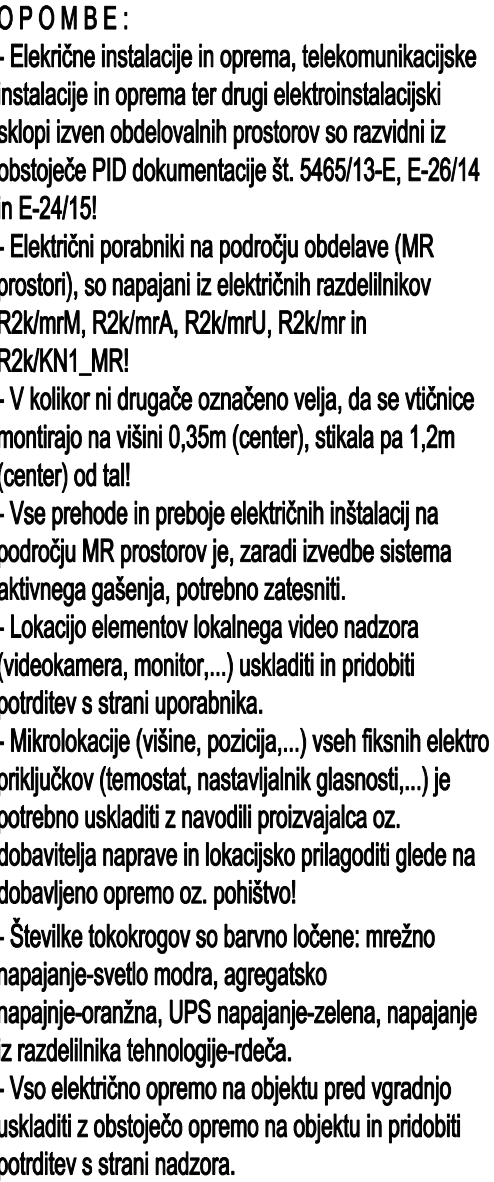 O P O M B E :
- Elekrične instalacije in oprema, telekomunikacijske
instalacije in oprema ter drugi elektroinstalacijski
sklopi izven obdelovalnih prostorov so razvidni iz
obstoječe PID dokumentacije št. 5465/13-E, E-26/14
in E-24/15!
- Električni porabniki na področju obdelave (MR
prostori), so napajani iz električnih razdelilnikov
R2k/mrM, R2k/mrA, R2k/mrU, R2k/mr in
R2k/KN1_MR!
- V kolikor ni drugače označeno velja, da se vtičnice
montirajo na višini 0,35m (center), stikala pa 1,2m
(center) od tal!
- Vse prehode in preboje električnih inštalacij na
področju MR prostorov je, zaradi izvedbe sistema
aktivnega gašenja, potrebno zatesniti.
- Lokacijo elementov lokalnega video nadzora
(videokamera, monitor,...) uskladiti in pridobiti
potrditev s strani uporabnika.
- Mikrolokacije (višine, pozicija,...) vseh fiksnih elektro
priključkov (temostat, nastavljalnik glasnosti,...) je
potrebno uskladiti z navodili proizvajalca oz.
dobavitelja naprave in lokacijsko prilagoditi glede na
dobavljeno opremo oz. pohištvo!
- Številke tokokrogov so barvno ločene: mrežno
napajanje-svetlo modra, agregatsko
napajnje-oranžna, UPS napajanje-zelena, napajanje
iz razdelilnika tehnologije-rdeča.
- Vso električno opremo na objektu pred vgradnjo
uskladiti z obstoječo opremo na objektu in pridobiti
potrditev s strani nadzora.